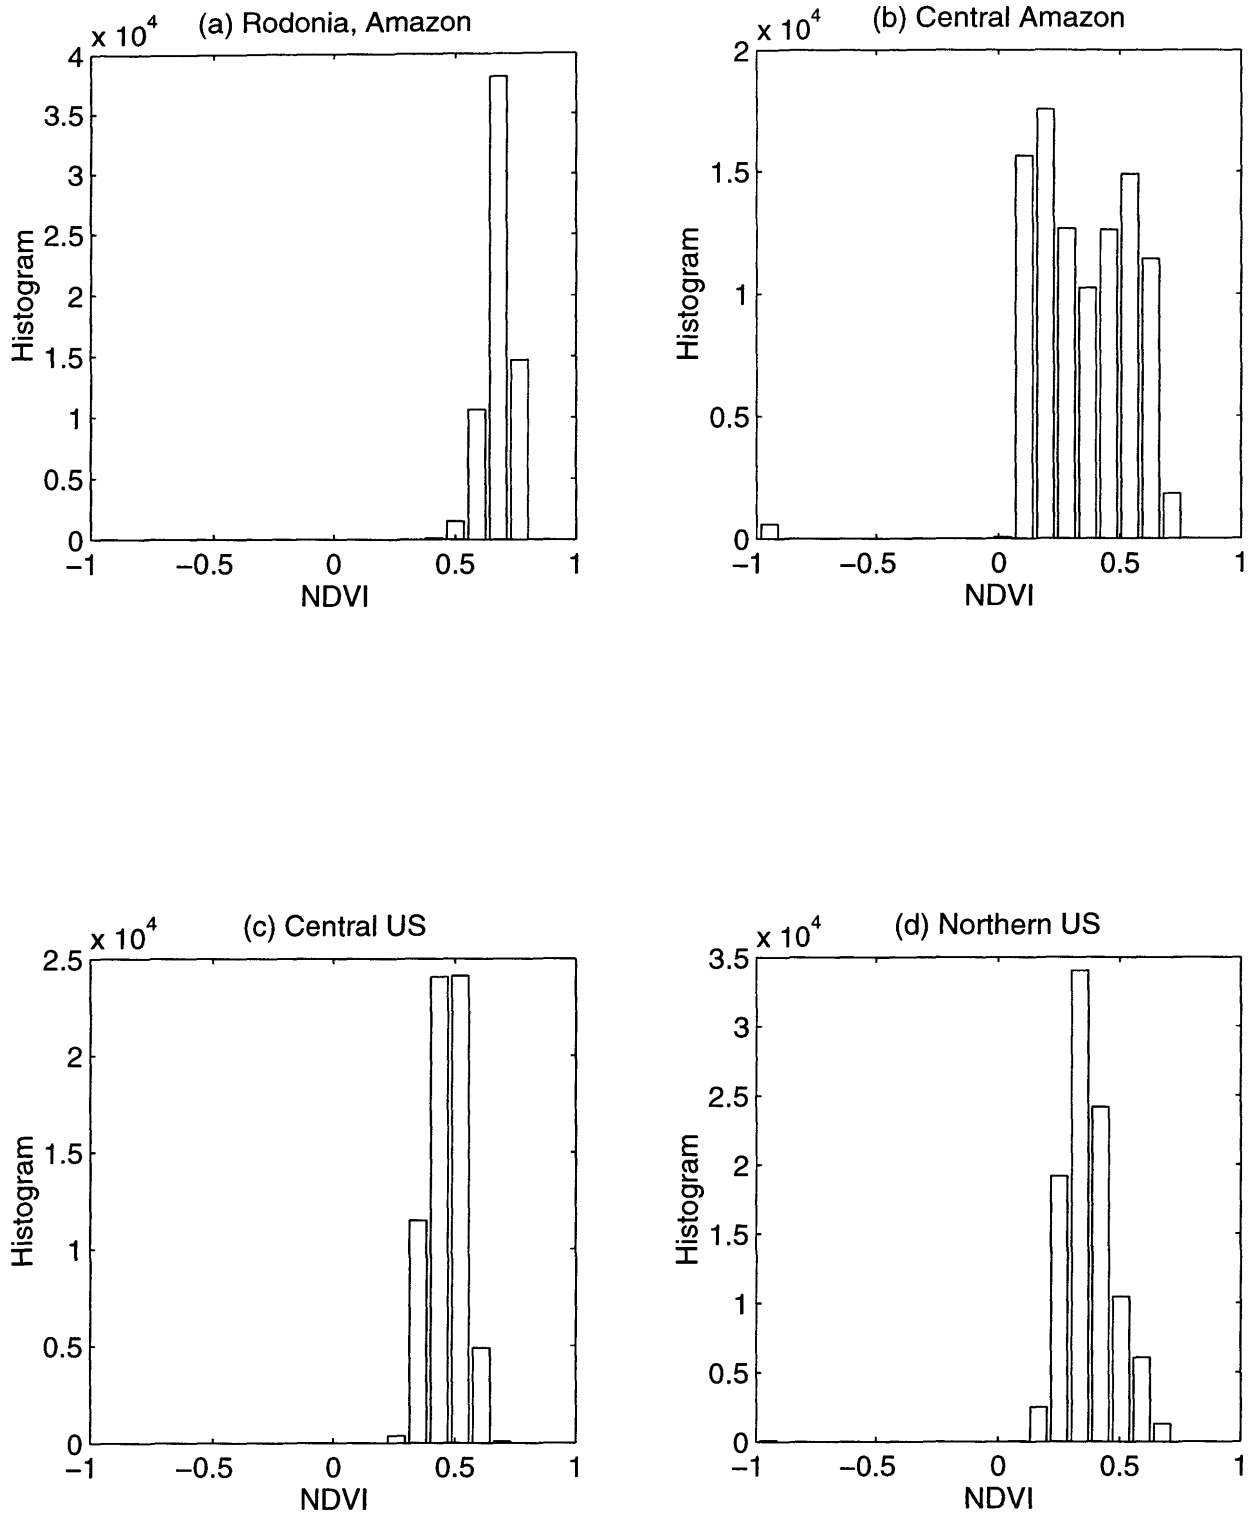 (a) Rodonia, Amazon
x 10^4
4
3.5
3
2.5
2
1.5
1
0.5
0
Histogram
−1 −0.5 0 0.5 1
NDVI
(b) Central Amazon
x 10^4
2
1.5
1
0.5
0
Histogram
−1 −0.5 0 0.5 1
NDVI
(c) Central US
x 10^4
2.5
2
1.5
1
0.5
0
Histogram
−1 −0.5 0 0.5 1
NDVI
(d) Northern US
x 10^4
3.5
3
2.5
2
1.5
1
0.5
0
Histogram
−1 −0.5 0 0.5 1
NDVI